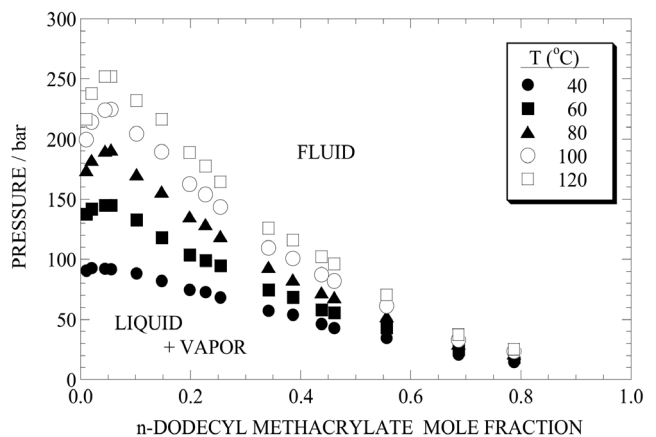 300
250
200
150
100
50
0
PRESSURE / bar
T (°C)
40
60
80
100
120
FLUID
LIQUID
+ VAPOR
0.0 0.2 0.4 0.6 0.8 1.0
n-DODECYL METHACRYLATE MOLE FRACTION